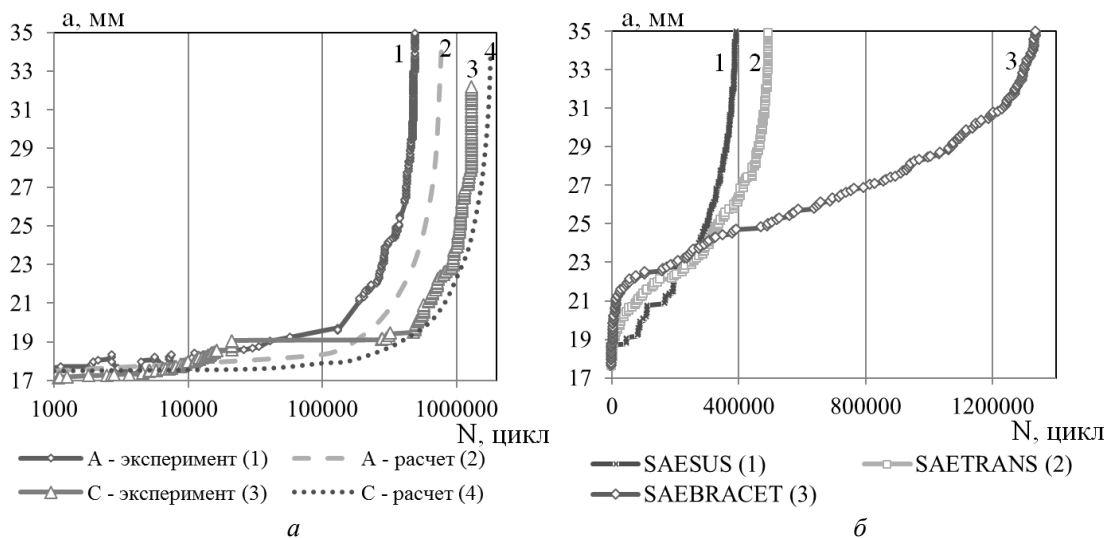 а, мм
35
33
31
29
27
25
23
21
19
17
1
2
3
4
1000
10000
100000
1000000
N, цикл
А - эксперимент (1)
А - расчет (2)
С - эксперимент (3)
С - расчет (4)
а
а, мм
35
33
31
29
27
25
23
21
19
17
1
2
3
0
400000
800000
1200000
N, цикл
SAESUS (1)
SAETRANS (2)
SAEBRACET (3)
б